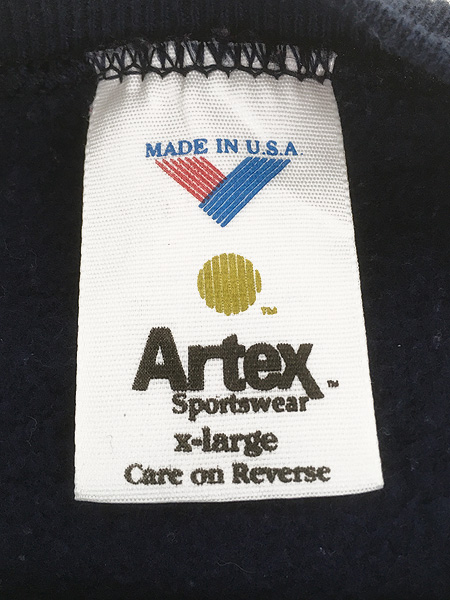 MADE IN U.S.A
TM
Artex TM
Sportswear
x-large
Care on Reverse